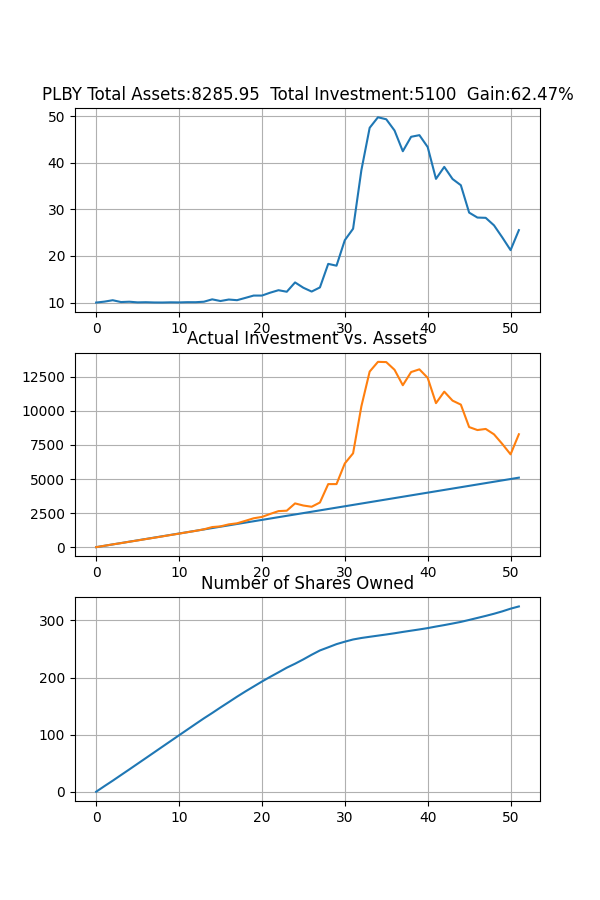 PLBY Total Assets:8285.95  Total Investment:5100  Gain:62.47%
50
40
30
20
10
0 10 20 30 40 50
Actual Investment vs. Assets
12500
10000
7500
5000
2500
0
0 10 20 30 40 50
Number of Shares Owned
300
200
100
0
0 10 20 30 40 50